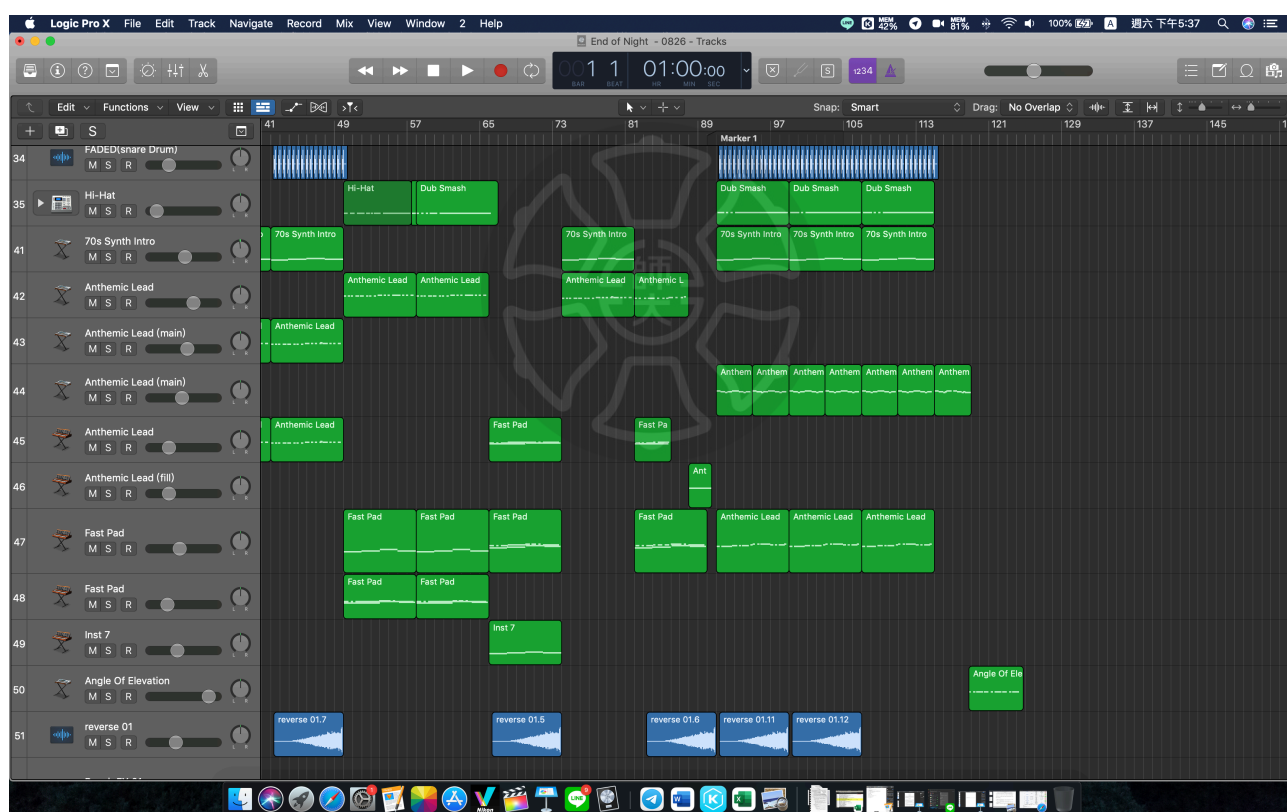 Logic Pro X File Edit Track Navigate Record Mix View Window 2 Help MEM 42% MEM 81% 100% A 週六 下午5:37
End of Night - 0826 - Tracks
001 1 01:00:00 S 1234
BAR BEAT HR MIN SEC
Edit Functions View Snap: Smart Drag: No Overlap
S 41 49 57 65 73 81 89 97 105 113 121 129 137 145
Marker 1
34 FADED(snare Drum)
M S R
L R
35 Hi-Hat Hi-Hat Dub Smash Dub Smash Dub Smash Dub Smash
M S R
L R
41 70s Synth Intro 70s Synth Intro 70s Synth Intro 70s Synth Intro 70s Synth Intro 70s Synth Intro
M S R
L R
42 Anthemic Lead Anthemic Lead Anthemic Lead Anthemic Lead Anthemic L
M S R
L R
43 Anthemic Lead (main) Anthemic Lead
M S R
L R
44 Anthemic Lead (main) Anthem Anthem Anthem Anthem Anthem Anthem Anthem
M S R
L R
45 Anthemic Lead Anthemic Lead Fast Pad Fast Pa
M S R
L R
46 Anthemic Lead (fill) Ant
M S R
L R
47 Fast Pad Fast Pad Fast Pad Fast Pad Fast Pad Anthemic Lead Anthemic Lead Anthemic Lead
M S R
L R
48 Fast Pad Fast Pad Fast Pad
M S R
L R
49 Inst 7 Inst 7
M S R
L R
50 Angle Of Elevation Angle Of Ele
M S R
L R
51 reverse 01 reverse 01.7 reverse 01.5 reverse 01.6 reverse 01.11 reverse 01.12
M S R
L R
師大
Nikon LINE